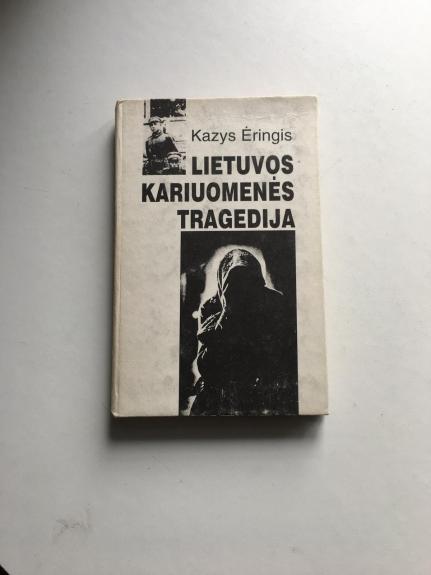 Kazys Ėringis
LIETUVOS
KARIUOMENĖS
TRAGEDIJA